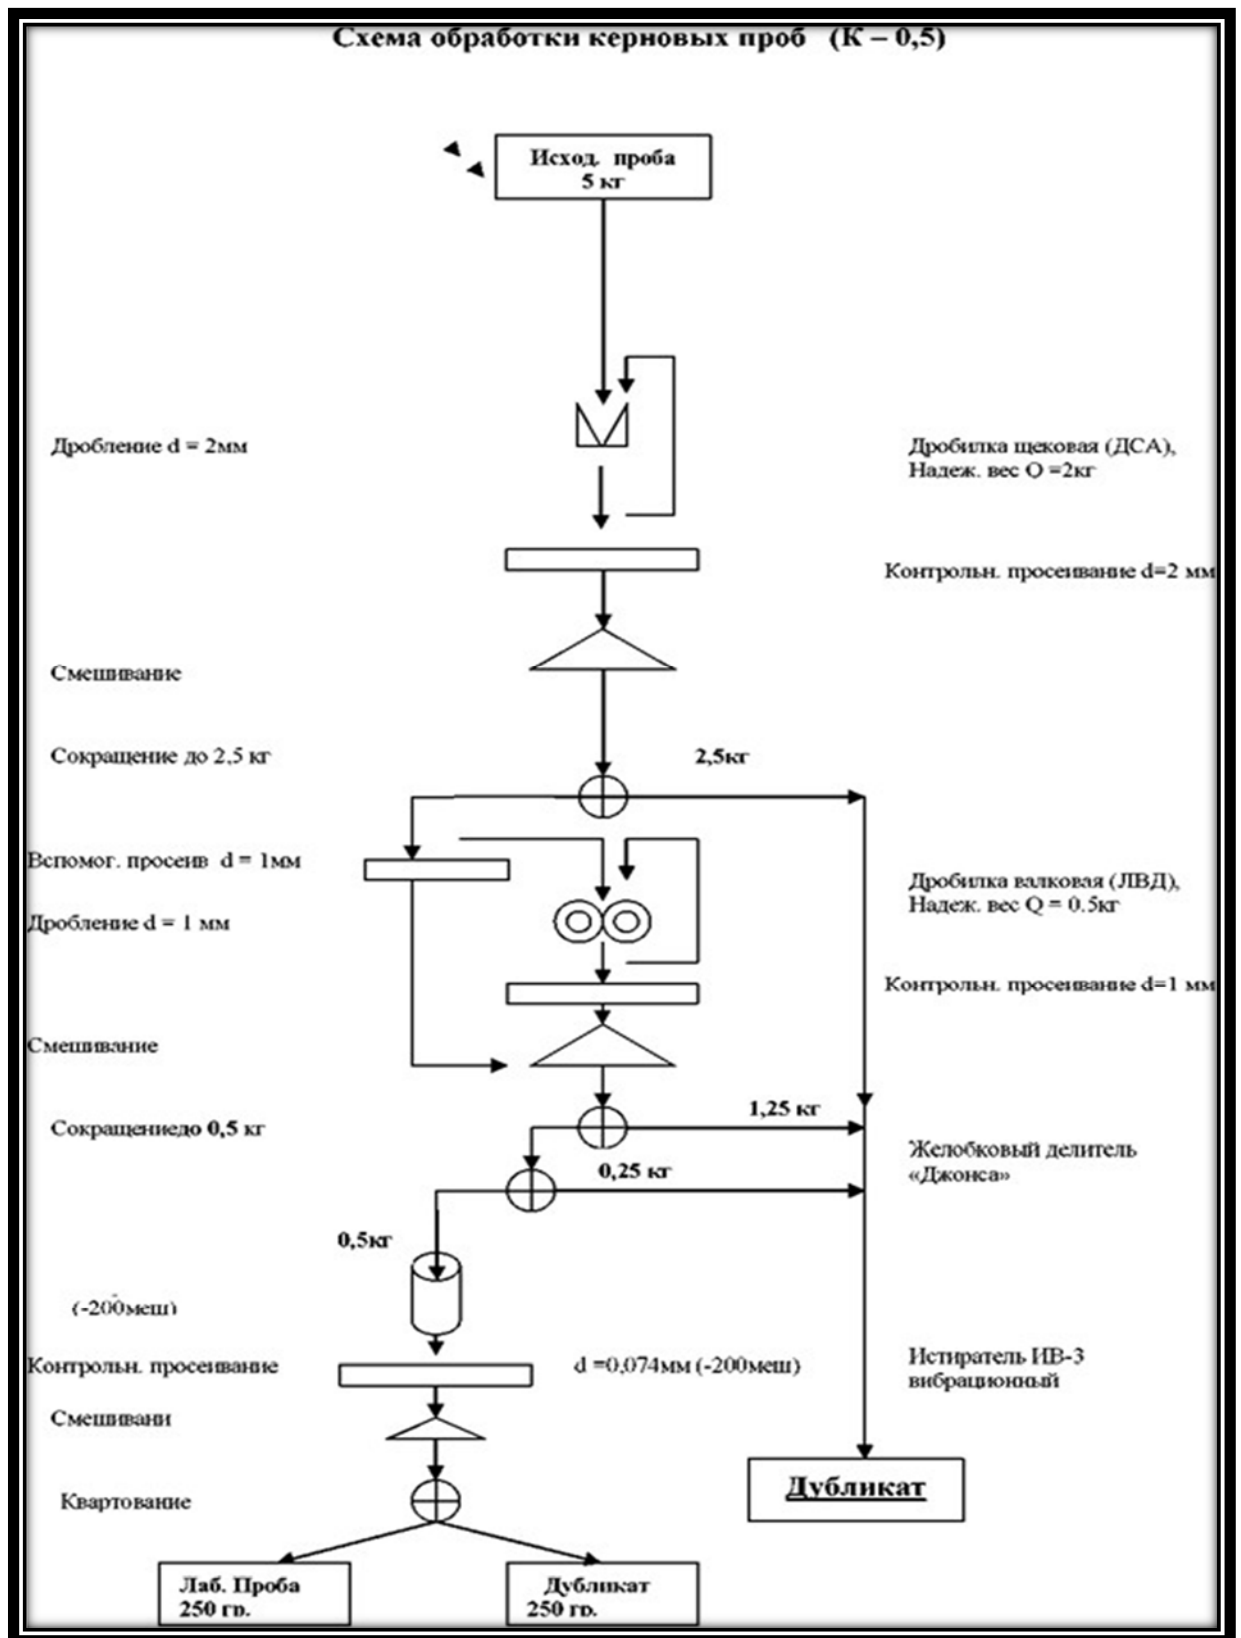 Схема обработки керновых проб (К – 0,5)
Исход. проба
5 кг
Дробление d = 2мм
Дробилка щековая (ДСА),
Надеж. вес Q =2кг
Контрольн. просеивание d=2 мм
Смешивание
Сокращение до 2,5 кг
2,5кг
Вспомог. просеив d = 1мм
Дробилка валковая (ЛВД),
Надеж. вес Q = 0.5кг
Дробление d = 1 мм
Контрольн. просеивание d=1 мм
Смешивание
Сокращениедо 0,5 кг
1,25 кг
Желобковый делитель
«Джонса»
0,25 кг
0,5кг
(-200меш)
Контрольн. просеивание
d =0,074мм (-200меш)
Истиратель ИВ-3
вибрационный
Смешивани
Квартование
Дубликат
Лаб. Проба
250 гр.
Дубликат
250 гр.